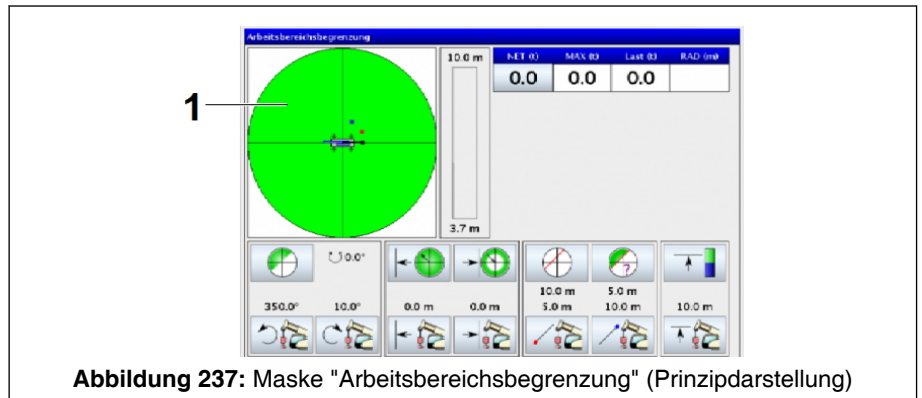 Arbeitsbereichsbegrenzung
10.0 m
NET (t) MAX (t) Last (t) RAD (m)
0.0 0.0 0.0
1
3.7 m
0.0°
?
10.0 m 5.0 m
350.0° 10.0° 0.0 m 0.0 m 5.0 m 10.0 m 10.0 m
Abbildung 237: Maske "Arbeitsbereichsbegrenzung" (Prinzipdarstellung)